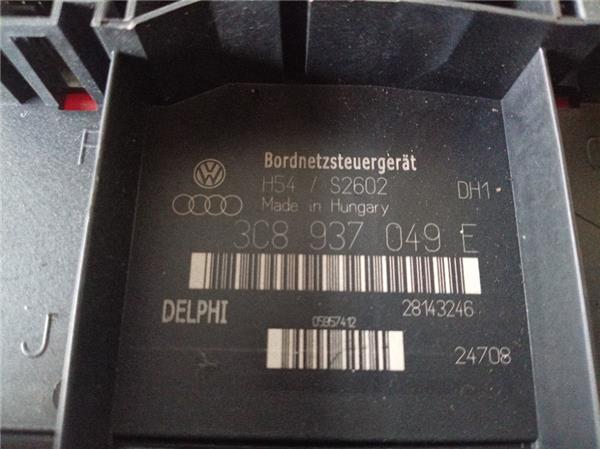 Bordnetzsteuergerät
H54 / S2602 DH1
Made in Hungary
3C8 937 049 E
DELPHI 28143246
05957412
24708
J